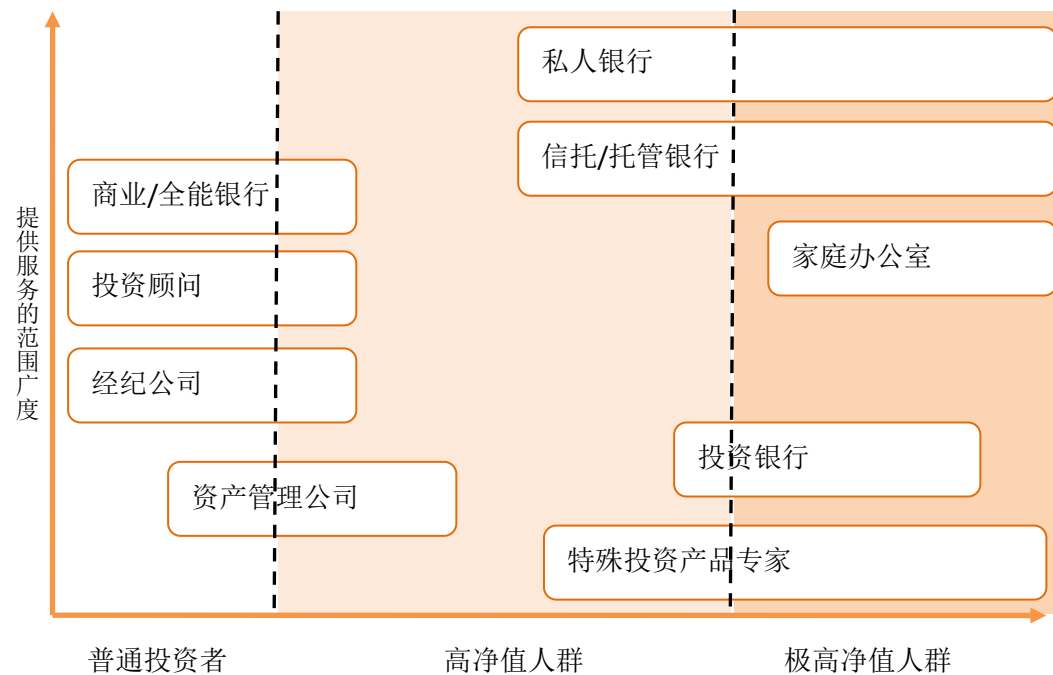 私人银行
信托/托管银行
商业/全能银行
家庭办公室
投资顾问
提供服务的范围广度
经纪公司
投资银行
资产管理公司
特殊投资产品专家
普通投资者
高净值人群
极高净值人群